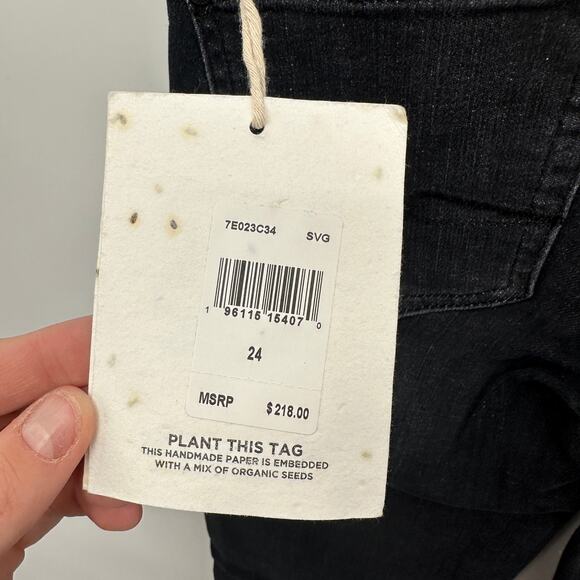 7E023C34 SVG
1 96115 15407 0
24
MSRP $218.00
PLANT THIS TAG
THIS HANDMADE PAPER IS EMBEDDED
WITH A MIX OF ORGANIC SEEDS